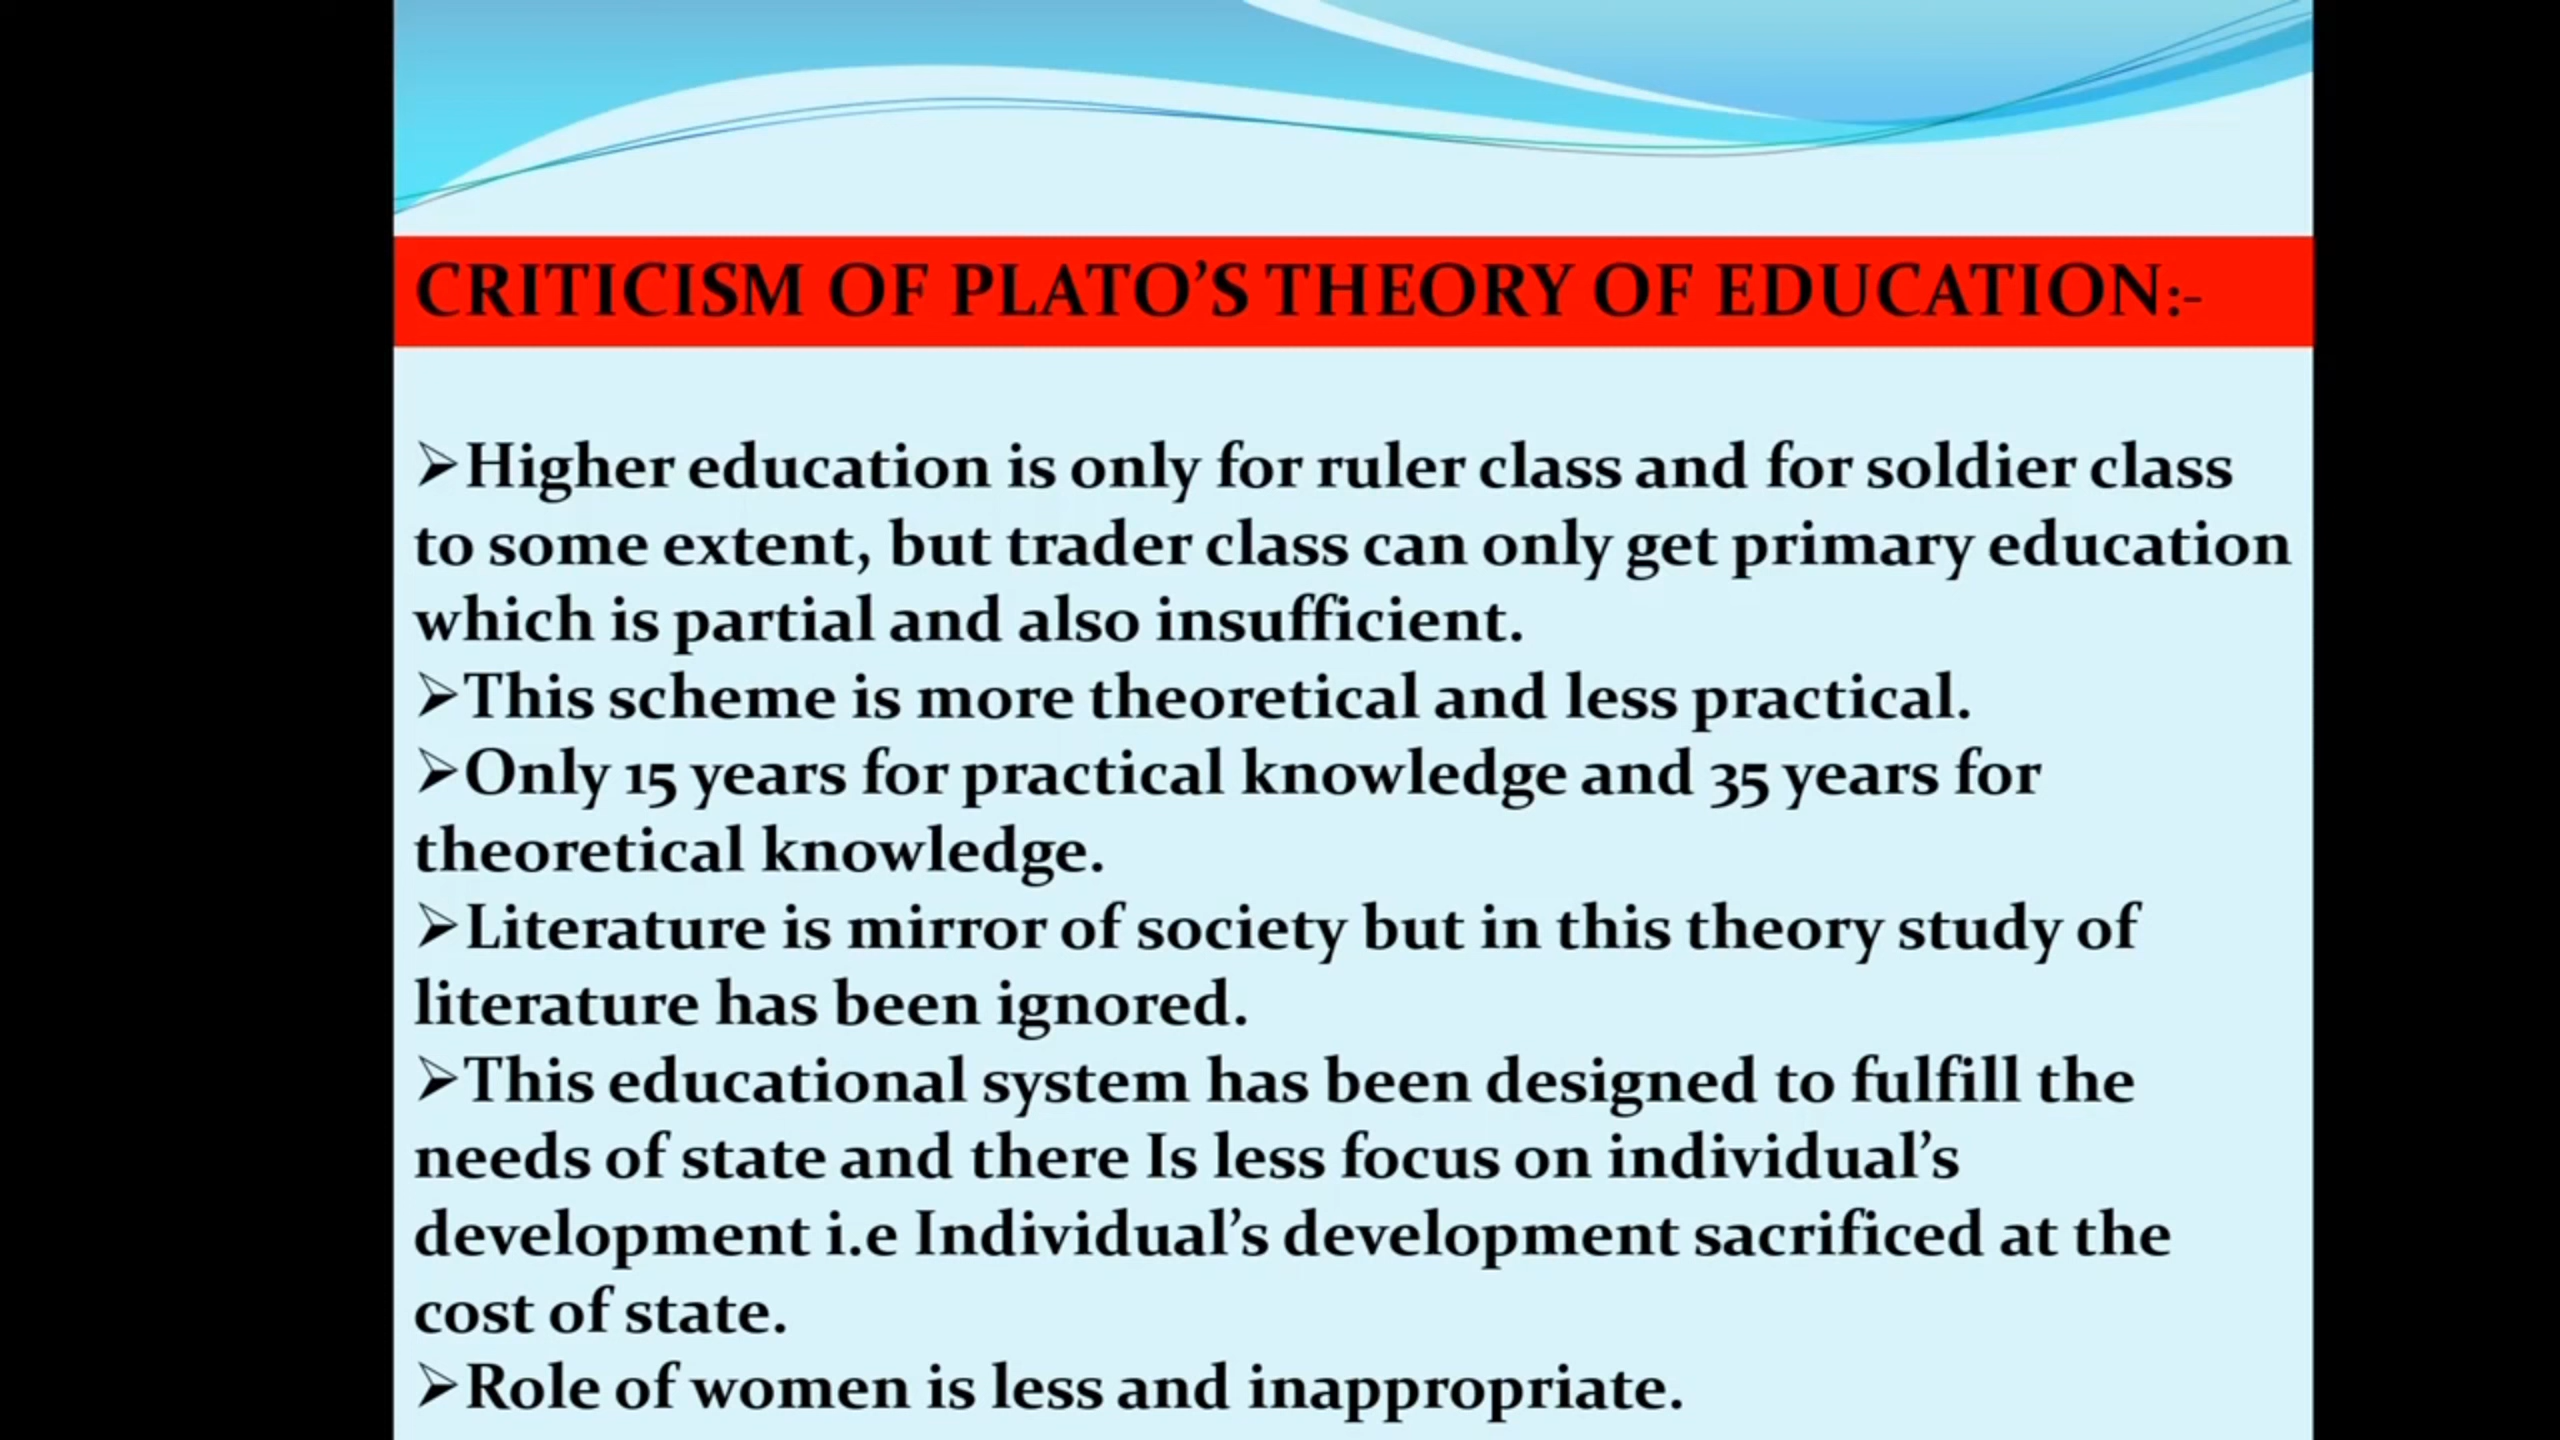 CRITICISM OF PLATO’S THEORY OF EDUCATION:-
➢Higher education is only for ruler class and for soldier class
to some extent, but trader class can only get primary education
which is partial and also insufficient.
➢This scheme is more theoretical and less practical.
➢Only 15 years for practical knowledge and 35 years for
theoretical knowledge.
➢Literature is mirror of society but in this theory study of
literature has been ignored.
➢This educational system has been designed to fulfill the
needs of state and there Is less focus on individual’s
development i.e Individual’s development sacrificed at the
cost of state.
➢Role of women is less and inappropriate.